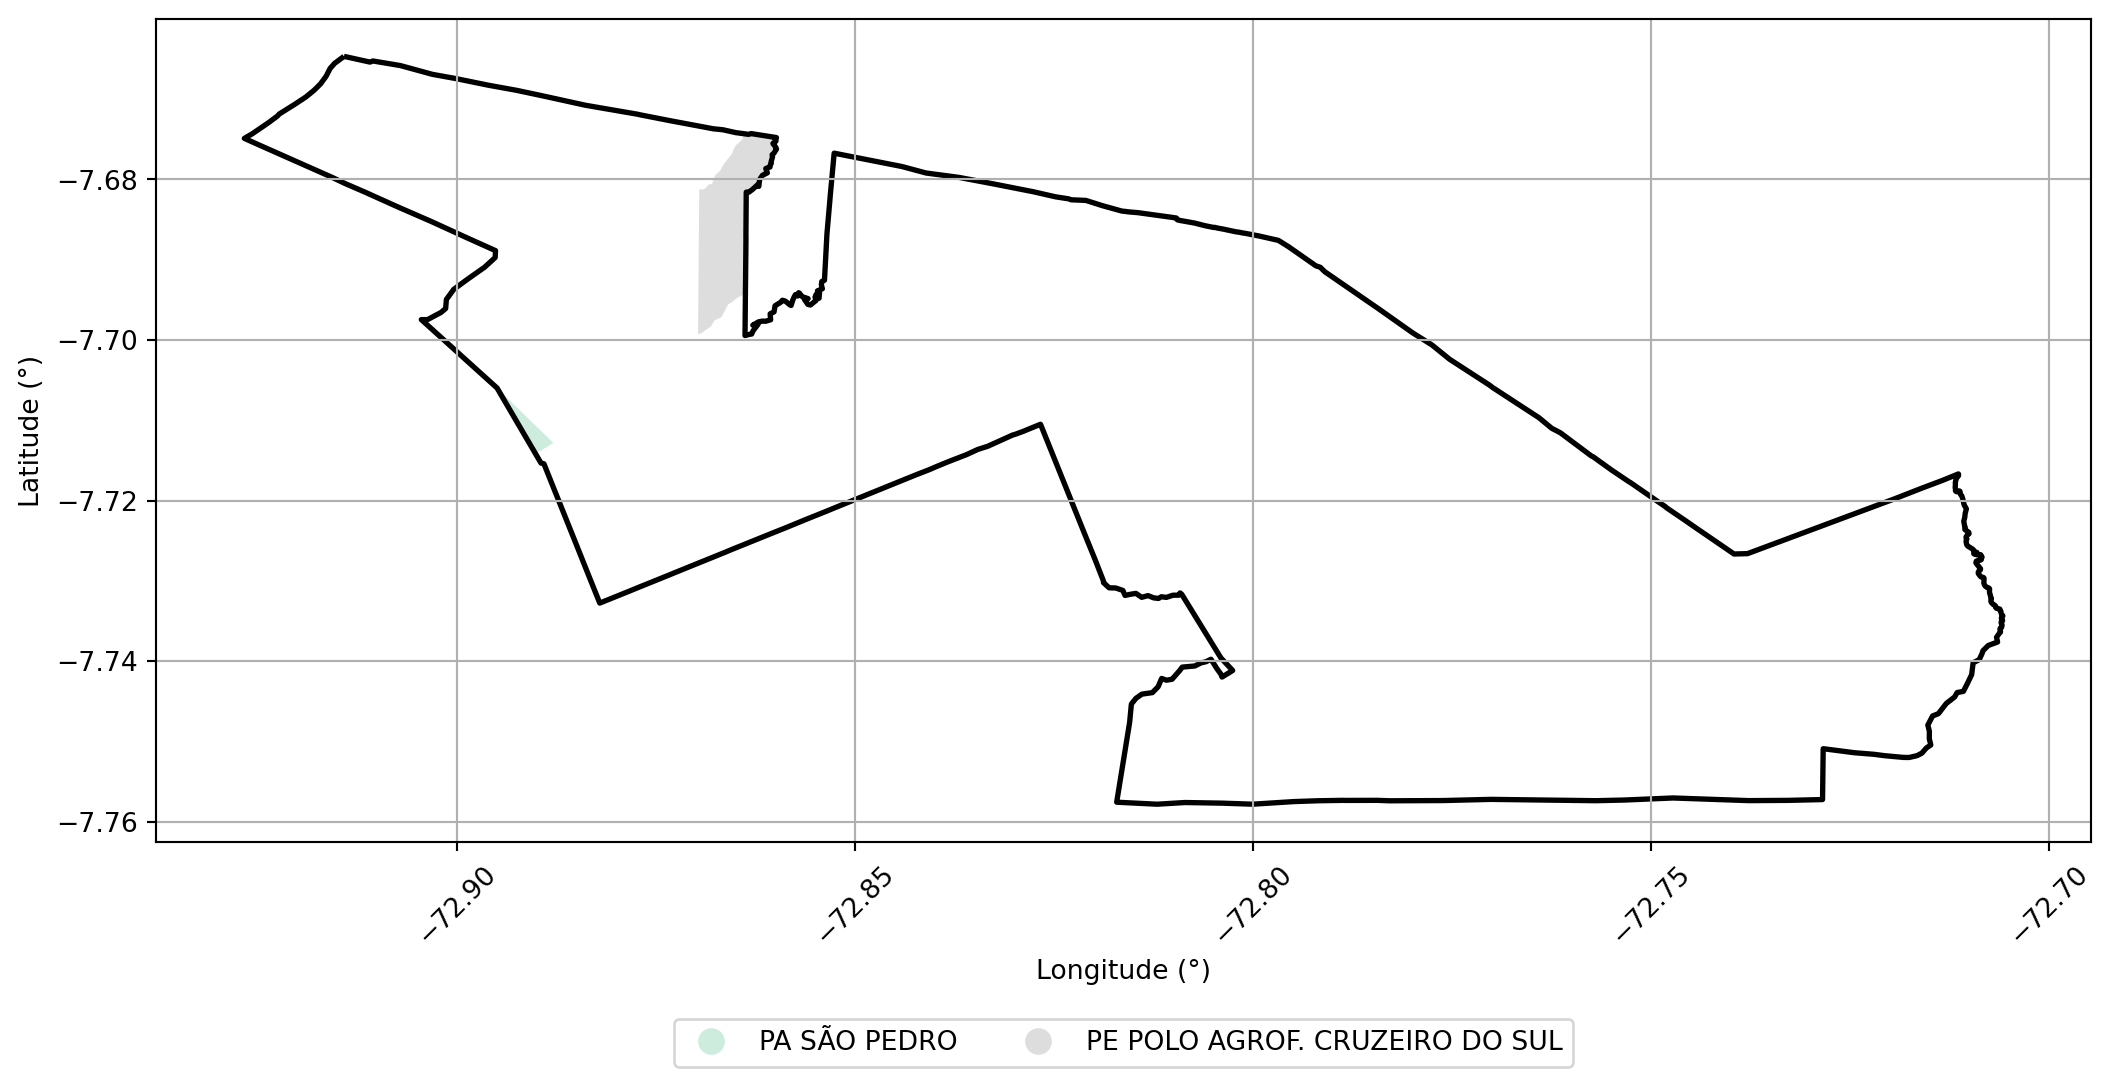 −7.68
−7.70
−7.72
−7.74
−7.76
Latitude (°)
−72.90
−72.85
−72.80
−72.75
−72.70
Longitude (°)
PA SÃO PEDRO
PE POLO AGROF. CRUZEIRO DO SUL